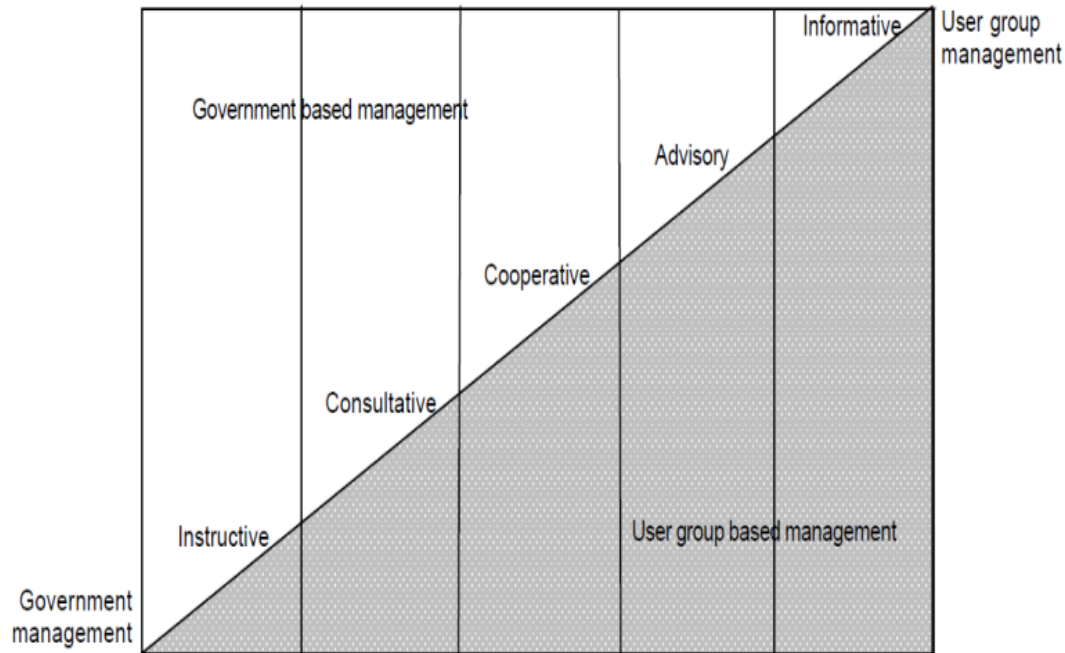 Informative
User group
management
Government based management
Advisory
Cooperative
Consultative
Instructive
User group based management
Government
management